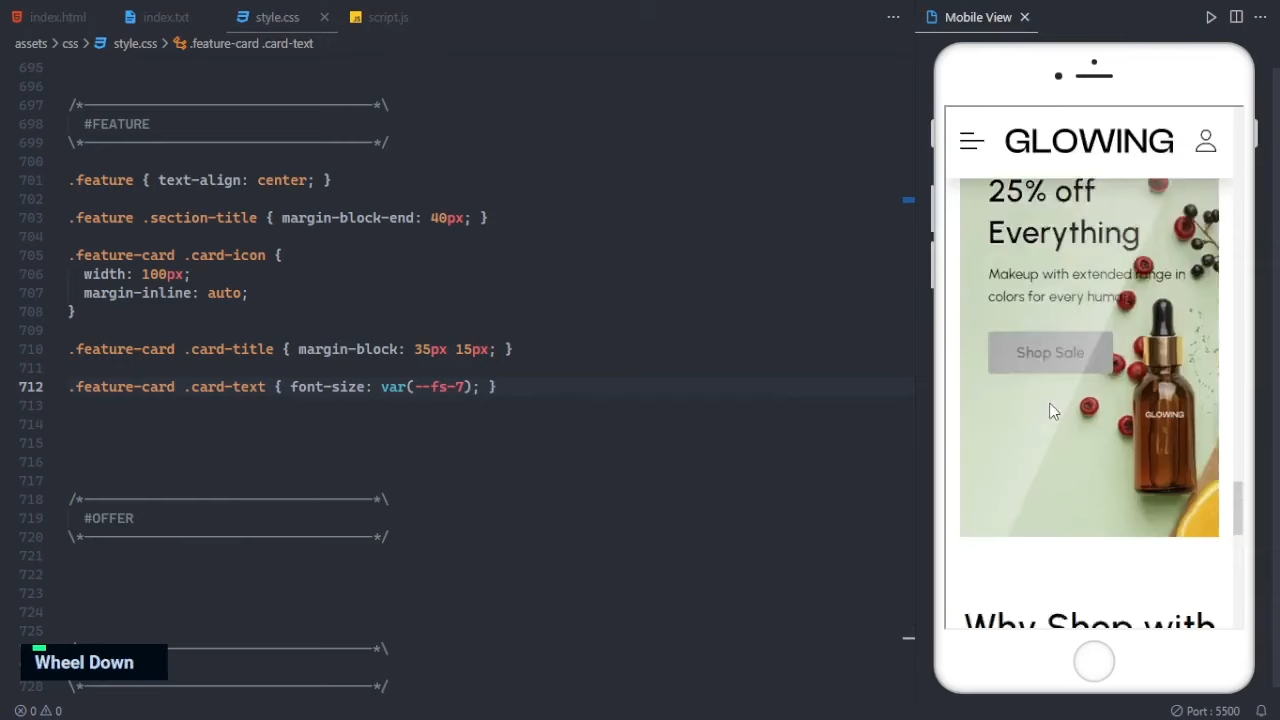 index.html
index.txt
style.css
script.js
Mobile View
assets
css
style.css
.feature-card .card-text
695
696
697 /*-----------------------------------*\
698 #FEATURE
699 \*-----------------------------------*/
700
701 .feature { text-align: center; }
702
703 .feature .section-title { margin-block-end: 40px; }
704
705 .feature-card .card-icon {
706 width: 100px;
707 margin-inline: auto;
708 }
709
710 .feature-card .card-title { margin-block: 35px 15px; }
711
712 .feature-card .card-text { font-size: var(--fs-7); }
713
714
715
716
717
718 /*-----------------------------------*\
719 #OFFER
720 \*-----------------------------------*/
721
722
723
724
725
728 \*-----------------------------------*/
Wheel Down
0 0
GLOWING
25% off
Everything
Makeup with extended range in
colors for every human.
Shop Sale
GLOWING
Why Shop with
Port : 5500